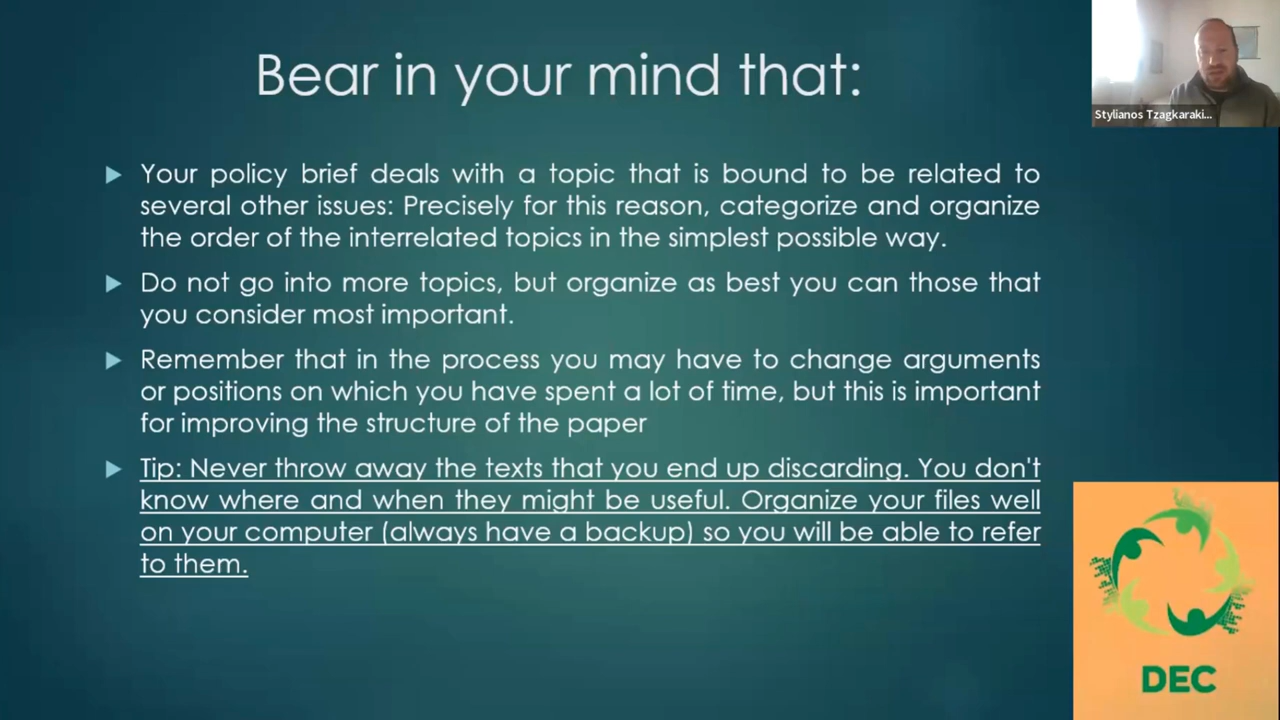 Bear in your mind that:
Stylianos Tzagkaraki...
Your policy brief deals with a topic that is bound to be related to
several other issues: Precisely for this reason, categorize and organize
the order of the interrelated topics in the simplest possible way.
Do not go into more topics, but organize as best you can those that
you consider most important.
Remember that in the process you may have to change arguments
or positions on which you have spent a lot of time, but this is important
for improving the structure of the paper
Tip: Never throw away the texts that you end up discarding. You don't
know where and when they might be useful. Organize your files well
on your computer (always have a backup) so you will be able to refer
to them.
DEC